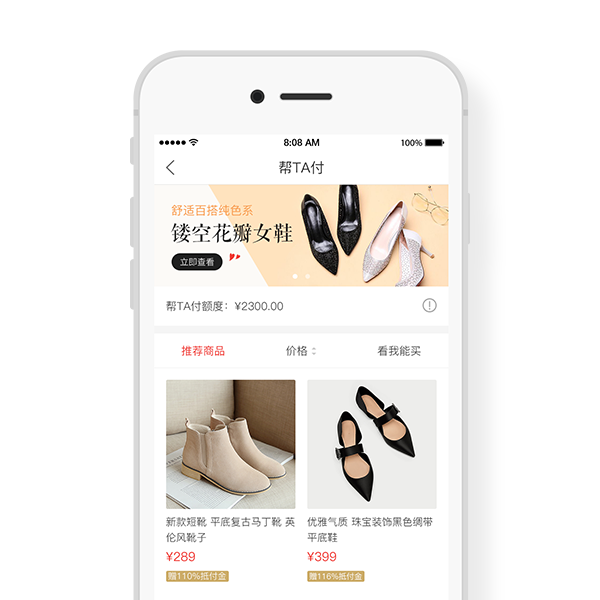 8:08 AM
100%
帮TA付
舒适百搭纯色系
镂空花瓣女鞋
立即查看
帮TA付额度：¥2300.00
推荐商品
价格
看我能买
新款短靴 平底复古马丁靴 英
伦风靴子
¥289
赠110%抵付金
优雅气质 珠宝装饰黑色绸带
平底鞋
¥399
赠116%抵付金